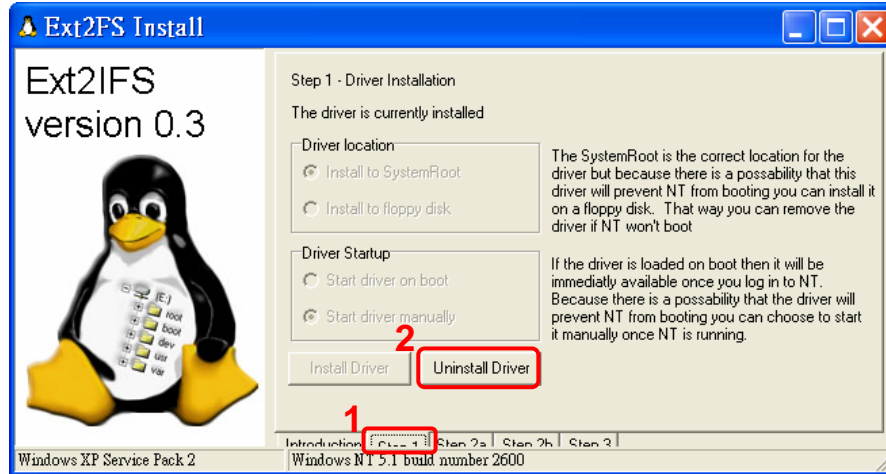 Ext2FS Install
Ext2IFS
version 0.3
(E:)
root
boot
dev
usr
var
Step 1 - Driver Installation
The driver is currently installed
Driver location
Install to SystemRoot
Install to floppy disk
The SystemRoot is the correct location for the
driver but because there is a possability that this
driver will prevent NT from booting you can install it
on a floppy disk. That way you can remove the
driver if NT won't boot
Driver Startup
Start driver on boot
Start driver manually
If the driver is loaded on boot then it will be
immediatly available once you log in to NT.
Because there is a possability that the driver will
prevent NT from booting you can choose to start
it manually once NT is running.
2
Install Driver Uninstall Driver
1
Introduction Step 1 Step 2a Step 2b Step 3
Windows XP Service Pack 2 Windows NT 5.1 build number 2600